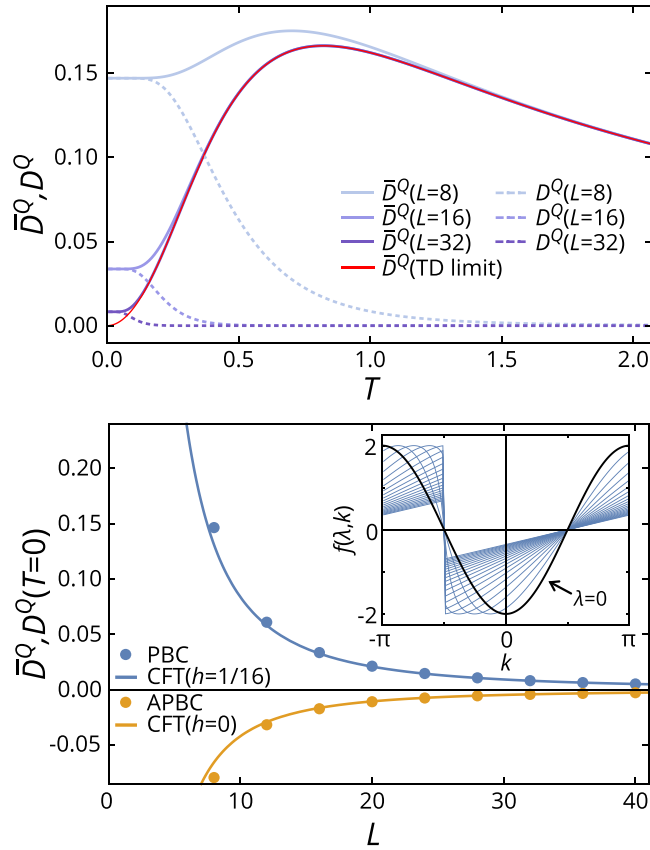 0.15
0.10
0.05
0.00
D̄^Q, D^Q
D̄^Q(L=8) D^Q(L=8)
D̄^Q(L=16) D^Q(L=16)
D̄^Q(L=32) D^Q(L=32)
D̄^Q(TD limit)
0.0 0.5 1.0 1.5 2.0
T
0.20
0.15
0.10
0.05
0.00
-0.05
D̄^Q, D^Q(T=0)
2
0
-2
f(λ,k)
λ=0
-π 0 π
k
PBC
CFT(h=1/16)
APBC
CFT(h=0)
0 10 20 30 40
L